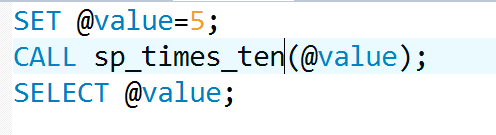 SET @value=5;
CALL sp_times_ten(@value);
SELECT @value;